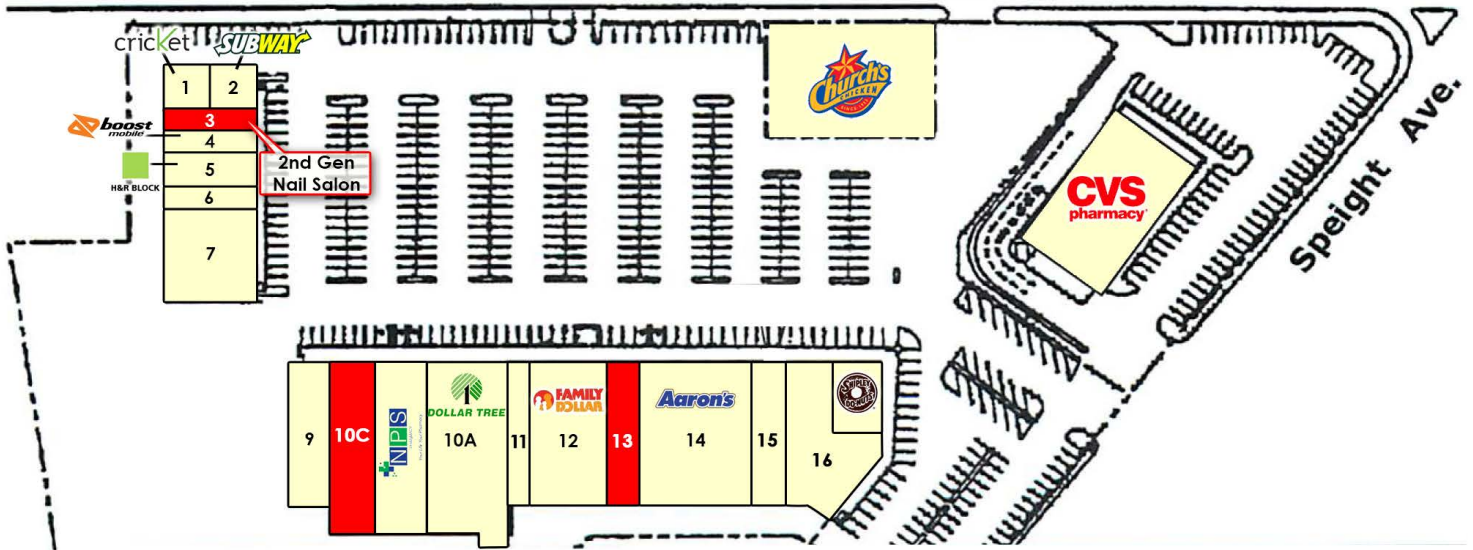 cricket
SUBWAY
1
2
3
boost
mobile
4
5
H&R BLOCK
6
7
2nd Gen
Nail Salon
Church's
CHICKEN
CVS
pharmacy
Speight Ave.
9
10C
NPS
DOLLAR TREE
1
10A
11
FAMILY
DOLLAR
12
13
Aaron's
14
15
16
SHIPLEY
DO-NUTS